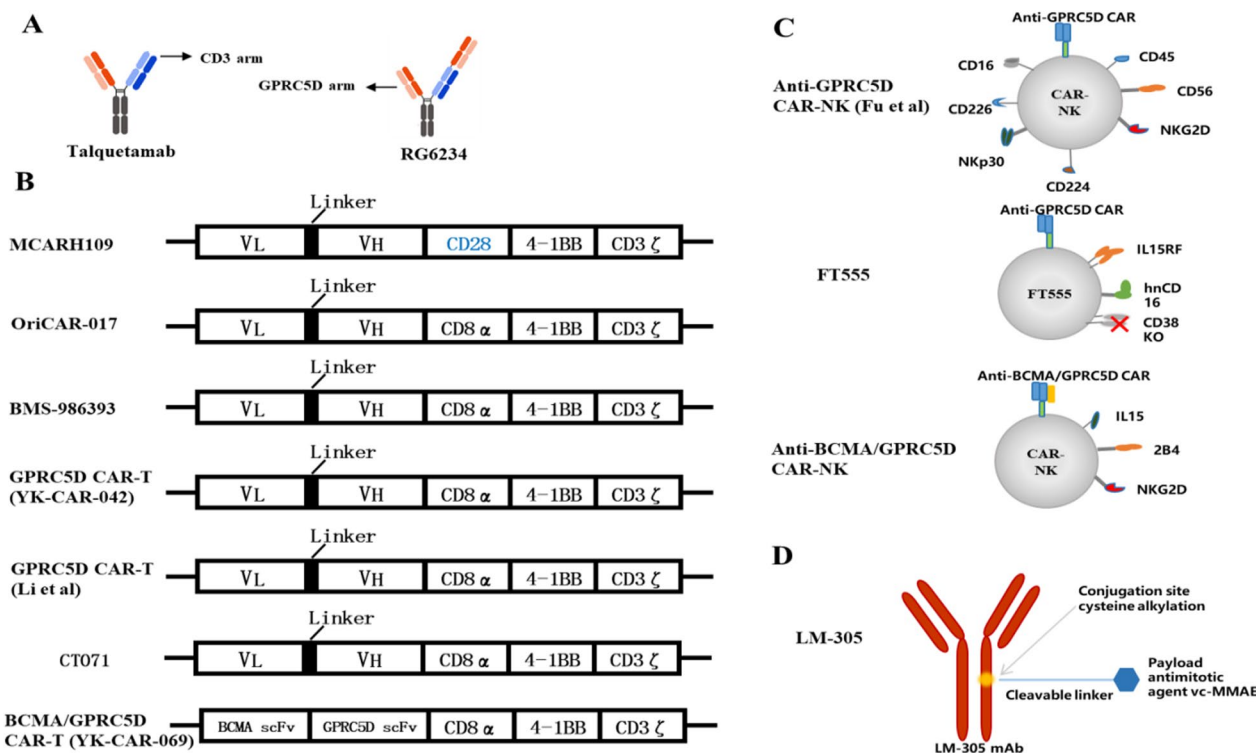 A
CD3 arm
GPRC5D arm
Talquetamab
RG6234
B
Linker
MCARH109
VL
VH
CD28
4-1BB
CD3 ζ
Linker
OriCAR-017
VL
VH
CD8 α
4-1BB
CD3 ζ
Linker
BMS-986393
VL
VH
CD8 α
4-1BB
CD3 ζ
Linker
GPRC5D CAR-T
(YK-CAR-042)
VL
VH
CD8 α
4-1BB
CD3 ζ
Linker
GPRC5D CAR-T
(Li et al)
VL
VH
CD8 α
4-1BB
CD3 ζ
Linker
CT071
VL
VH
CD8 α
4-1BB
CD3 ζ
BCMA/GPRC5D
CAR-T (YK-CAR-069)
BCMA scFv
GPRC5D scFv
CD8 α
4-1BB
CD3 ζ
C
Anti-GPRC5D
CAR-NK (Fu et al)
Anti-GPRC5D CAR
CD16
CD45
CD226
CAR-
NK
CD56
NKp30
NKG2D
CD224
FT555
Anti-GPRC5D CAR
FT555
IL15RF
hnCD
16
CD38
KO
Anti-BCMA/GPRC5D
CAR-NK
Anti-BCMA/GPRC5D CAR
CAR-
NK
IL15
2B4
NKG2D
D
LM-305
Conjugation site
cysteine alkylation
Cleavable linker
Payload
antimitotic
agent vc-MMAE
LM-305 mAb